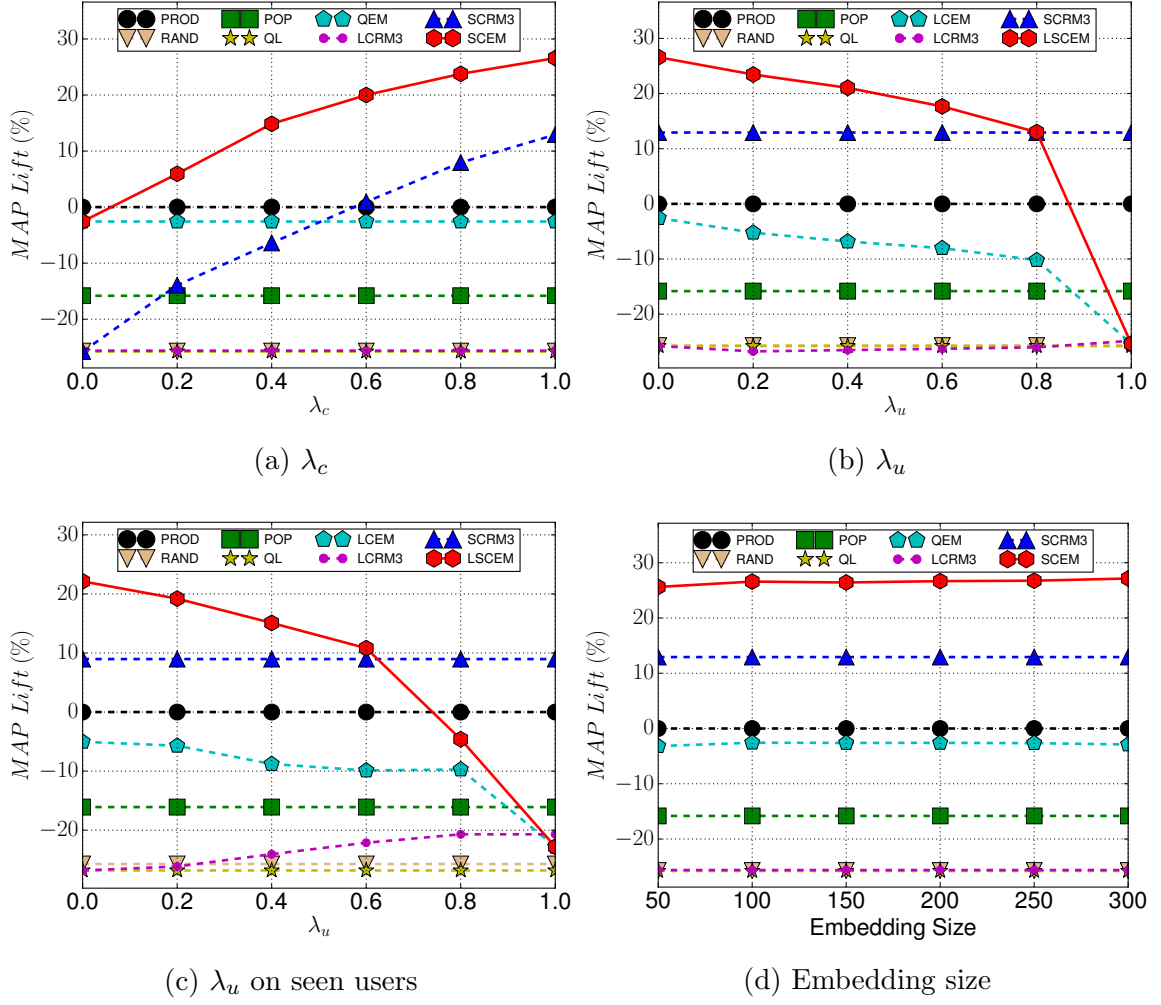 PROD POP QEM SCRM3
RAND QL LCRM3 SCEM
30
20
10
0
−10
−20
MAP Lift (%)
0.0 0.2 0.4 0.6 0.8 1.0
λc
(a) λc
PROD POP LCEM SCRM3
RAND QL LCRM3 LSCEM
30
20
10
0
−10
−20
MAP Lift (%)
0.0 0.2 0.4 0.6 0.8 1.0
λu
(b) λu
PROD POP LCEM SCRM3
RAND QL LCRM3 LSCEM
30
20
10
0
−10
−20
MAP Lift (%)
0.0 0.2 0.4 0.6 0.8 1.0
λu
(c) λu on seen users
PROD POP QEM SCRM3
RAND QL LCRM3 SCEM
30
20
10
0
−10
−20
MAP Lift (%)
50 100 150 200 250 300
Embedding Size
(d) Embedding size